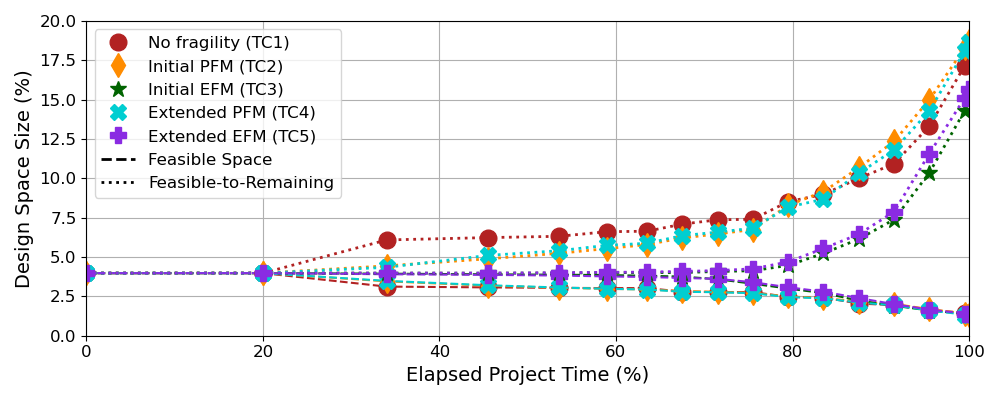 20.0
17.5
15.0
12.5
10.0
7.5
5.0
2.5
0.0
Design Space Size (%)
No fragility (TC1)
Initial PFM (TC2)
Initial EFM (TC3)
Extended PFM (TC4)
Extended EFM (TC5)
Feasible Space
Feasible-to-Remaining
0 20 40 60 80 100
Elapsed Project Time (%)